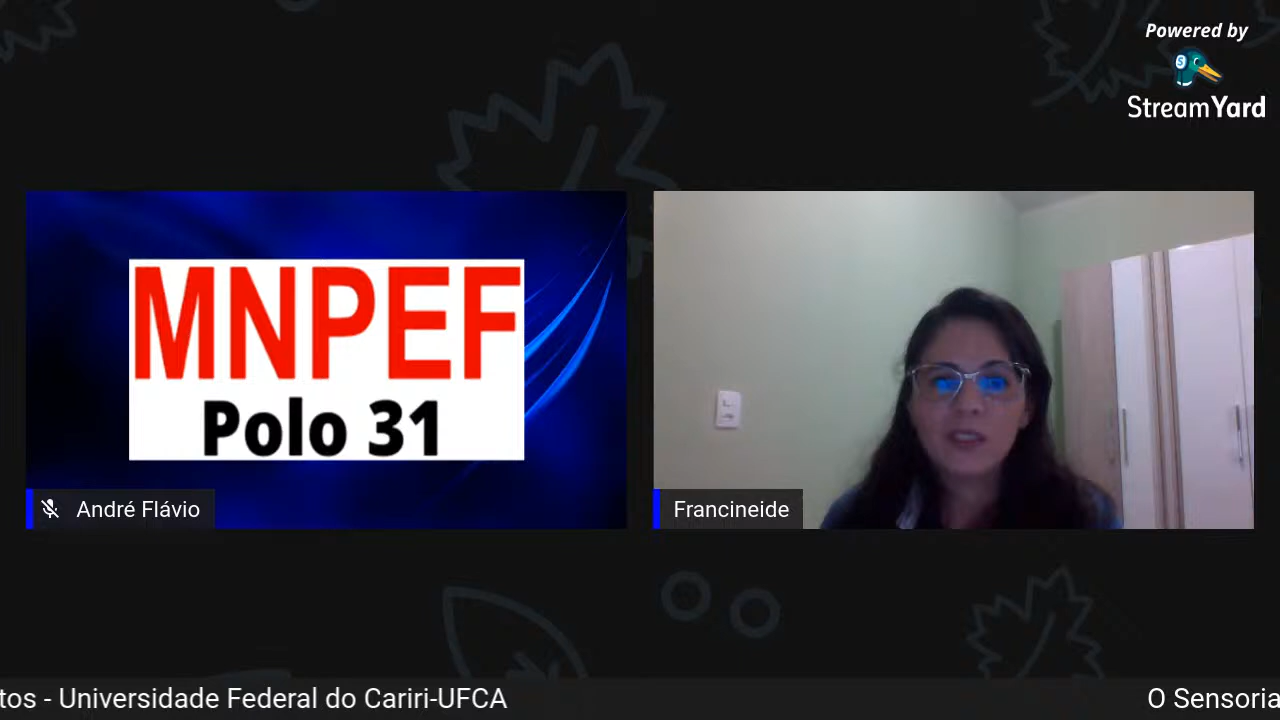 Powered by
StreamYard
MNPEF
Polo 31
André Flávio
Francineide
tos - Universidade Federal do Cariri-UFCA
O Sensoria